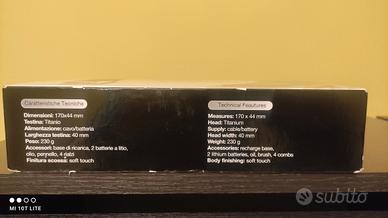 Caratteristiche Tecniche
Dimensioni: 170x44 mm
Testina: Titanio
Alimentazione: cavo/batteria
Larghezza testina: 40 mm
Peso: 230 g
Accessori: base di ricarica, 2 batterie a litio,
olio, pennello, 4 rialzi
Finitura scossa: soft touch
Technical Feautures
Measures: 170 x 44 mm
Head: Titanium
Supply: cable/battery
Head width: 40 mm
Weight: 230 g
Accessories: recharge base,
2 lithium batteries, oil, brush, 4 combs
Body finishing: soft touch
MI 10T LITE
subito